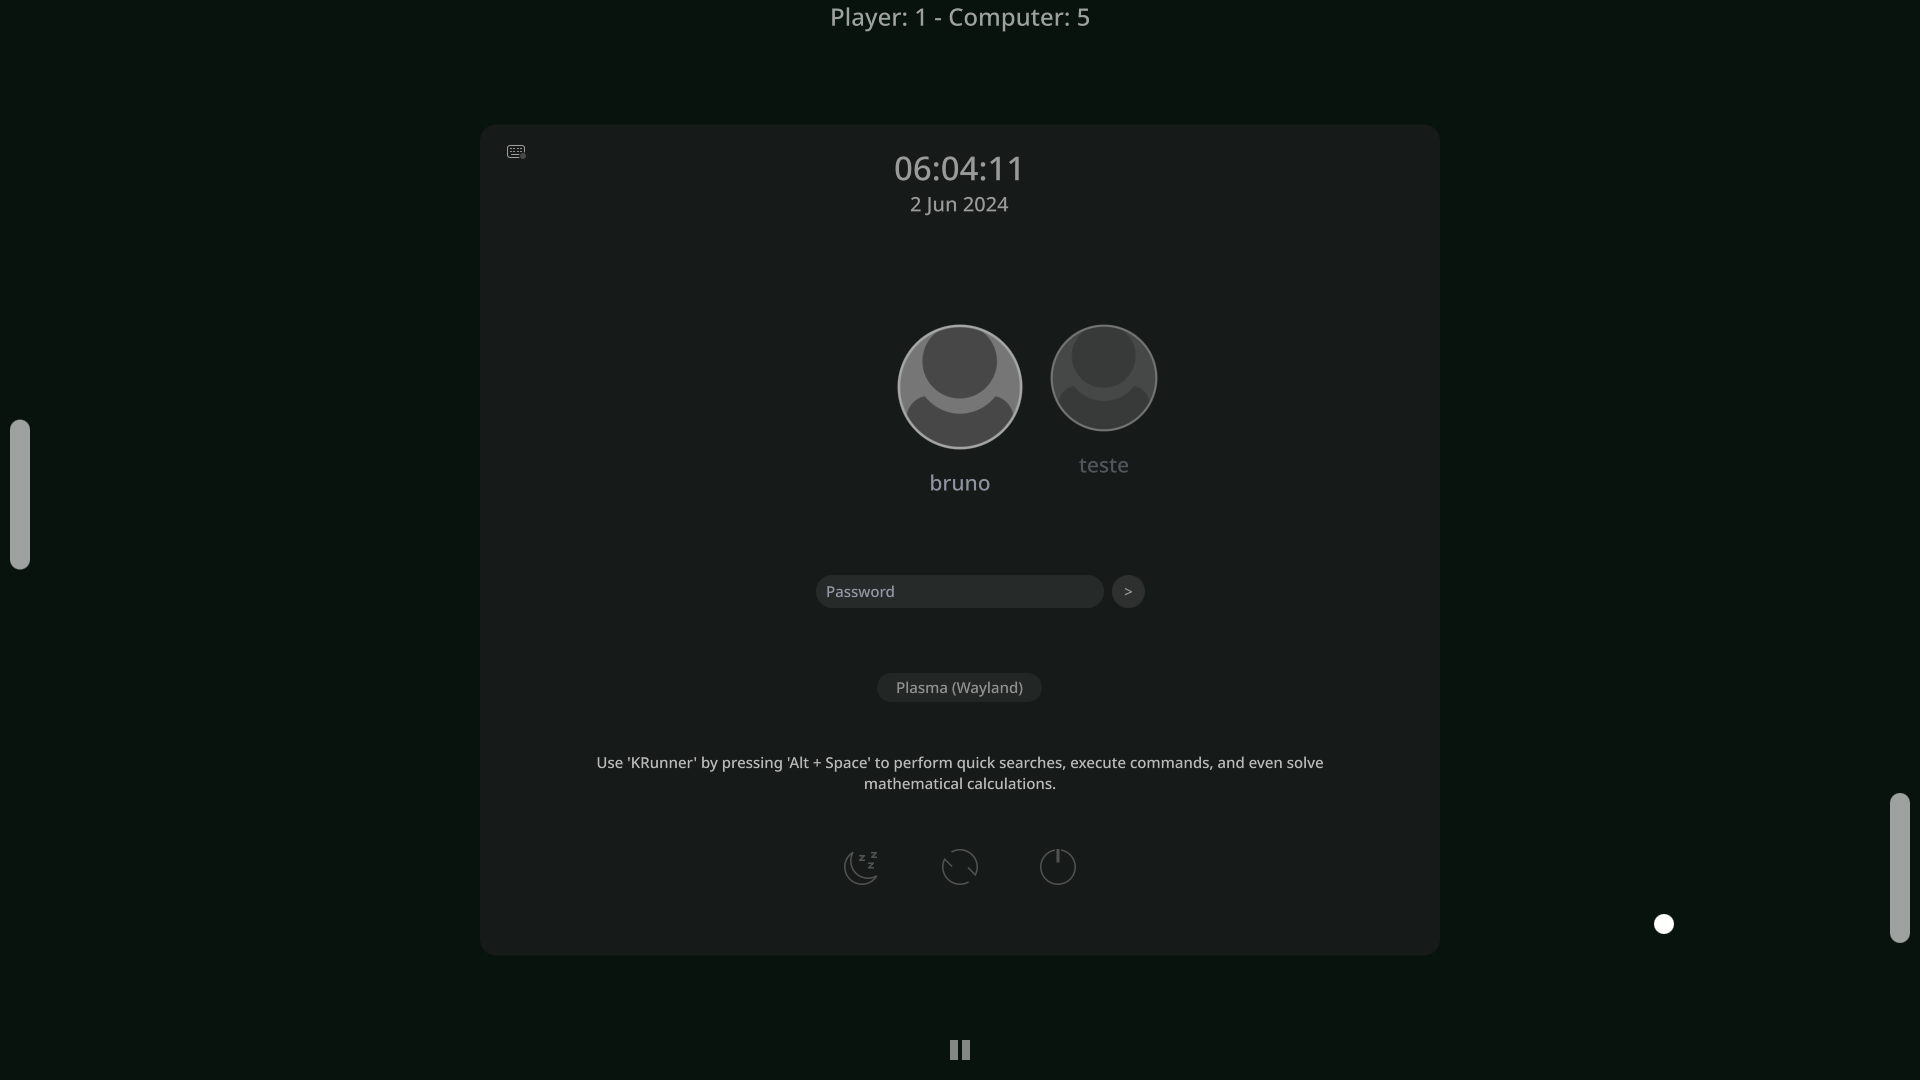 Player: 1 - Computer: 5
06:04:11
2 Jun 2024
bruno
teste
Password
>
Plasma (Wayland)
Use 'KRunner' by pressing 'Alt + Space' to perform quick searches, execute commands, and even solve
mathematical calculations.